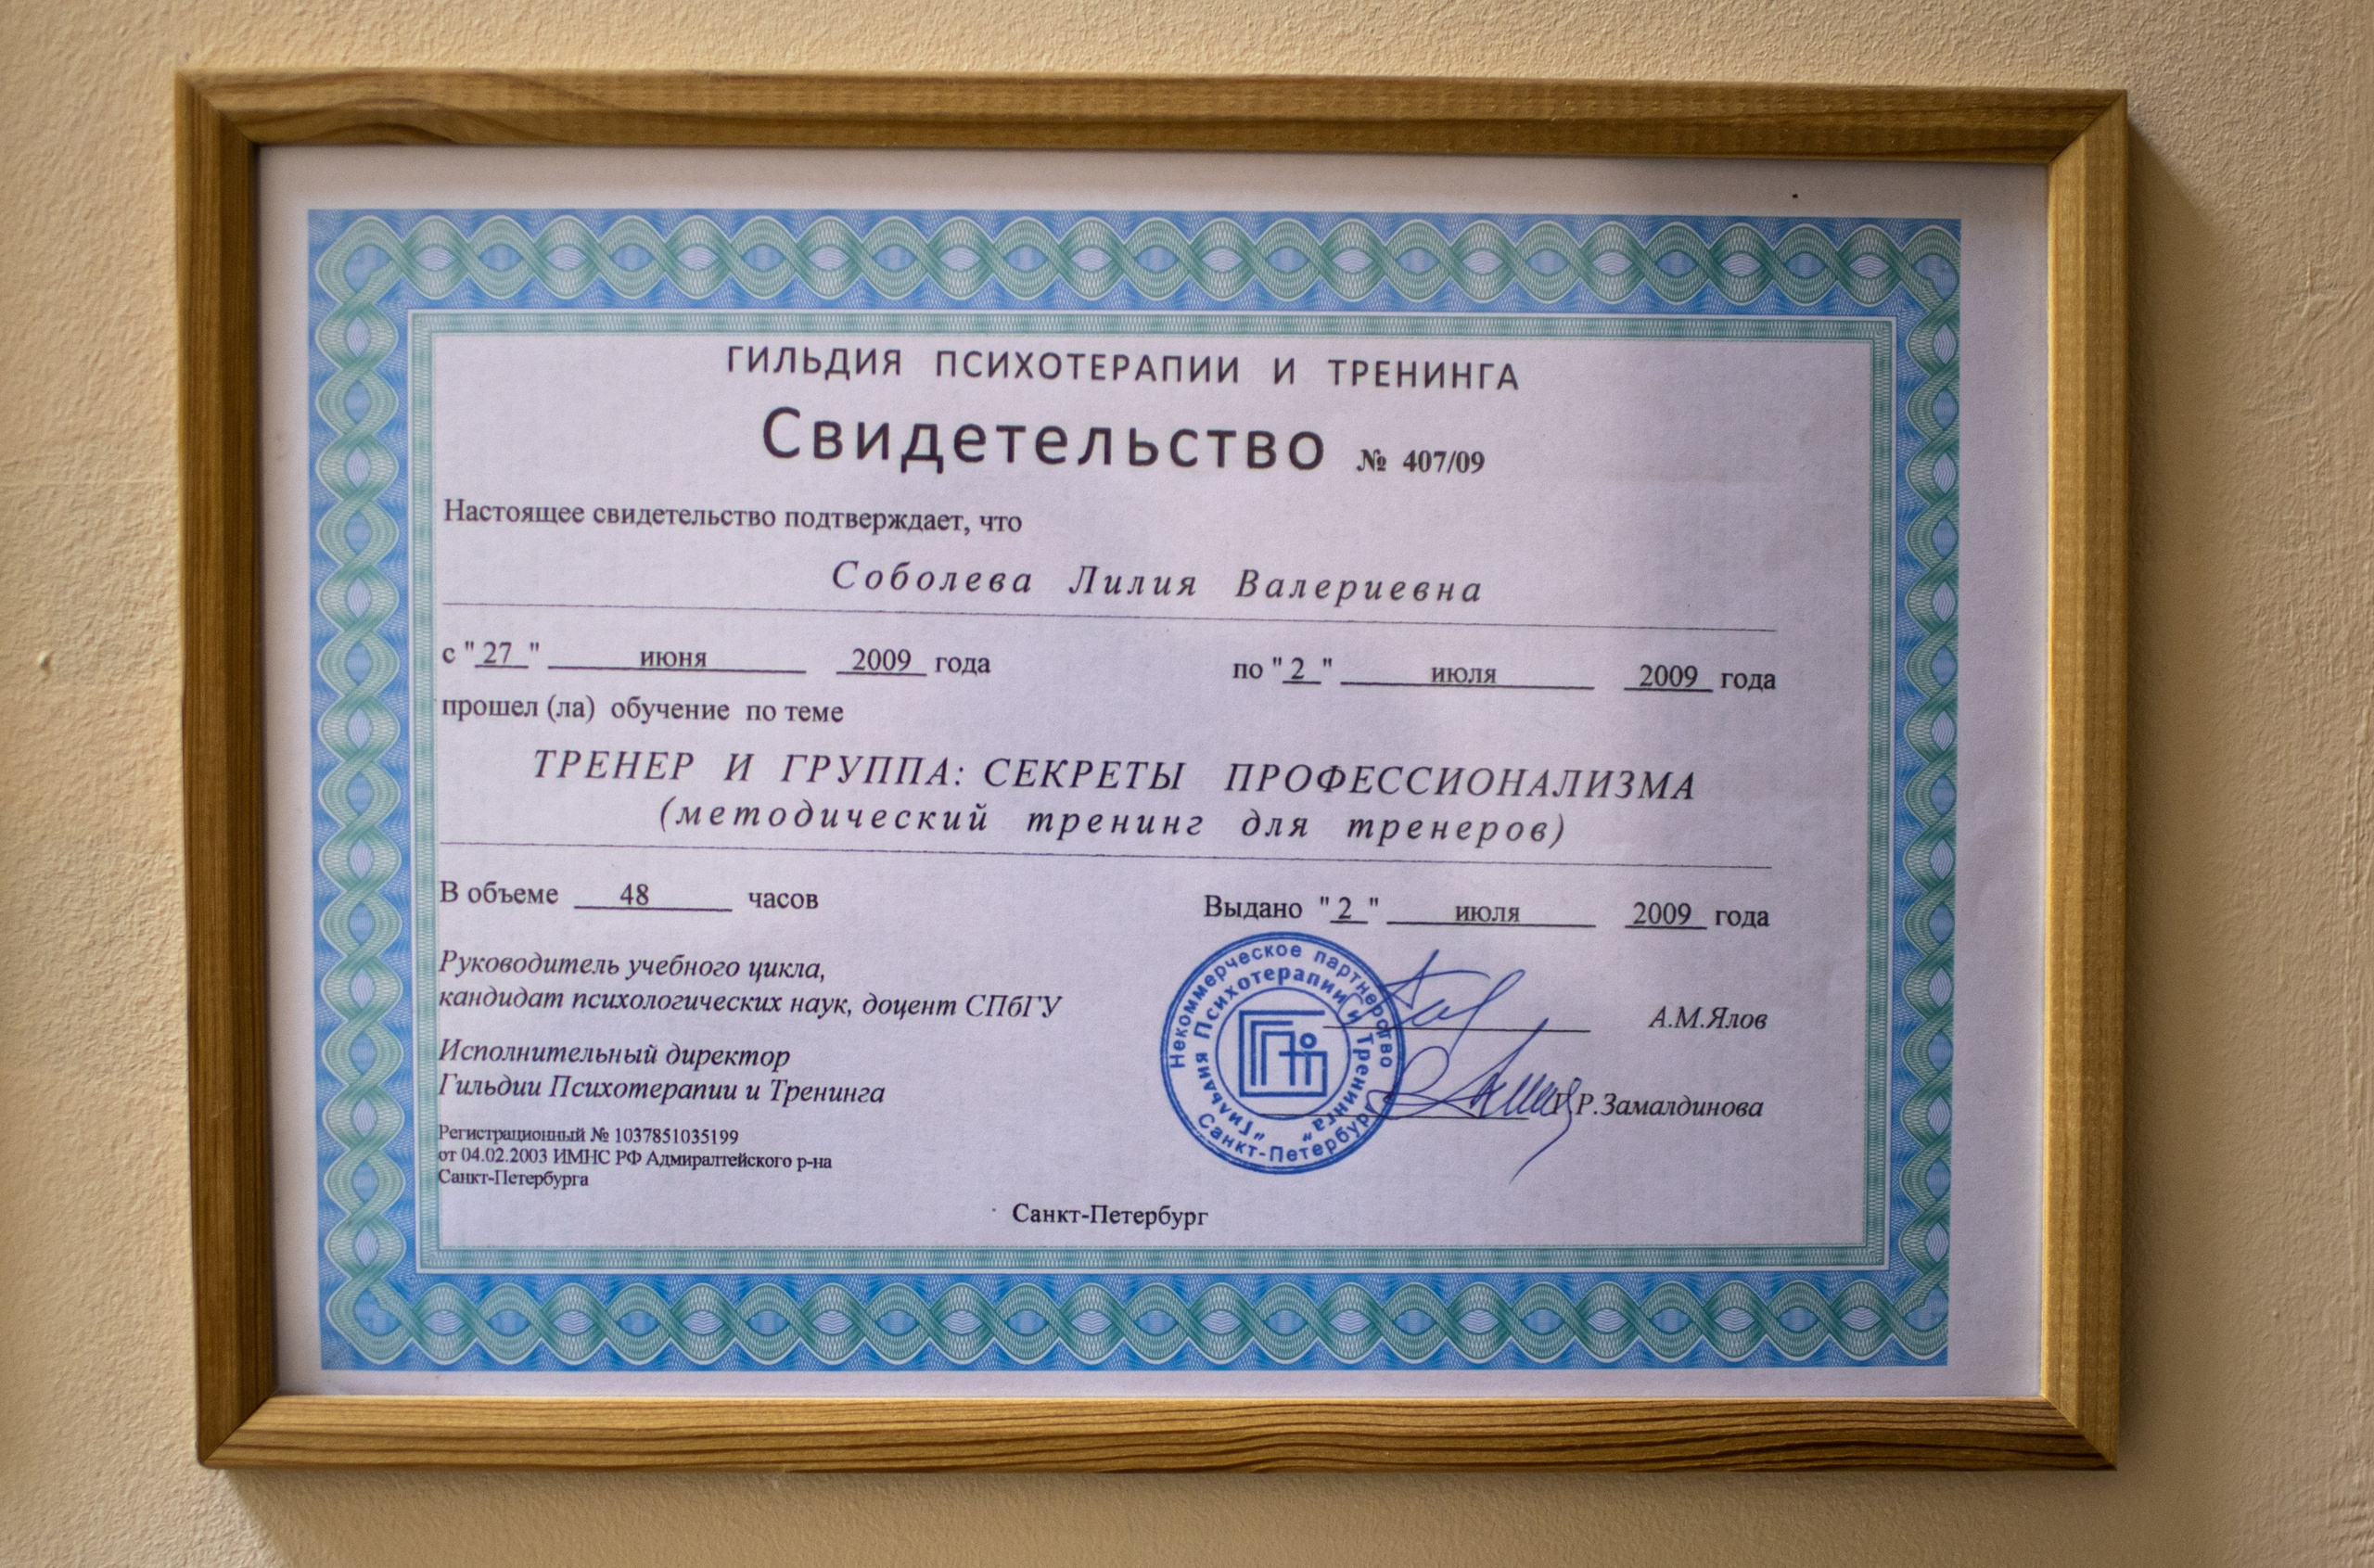 ГИЛЬДИЯ ПСИХОТЕРАПИИ И ТРЕНИНГА
Свидетельство № 407/09
Настоящее свидетельство подтверждает, что
Соболева Лилия Валериевна
с "27" июня 2009 года по "2" июля 2009 года
прошел (ла) обучение по теме
ТРЕНЕР И ГРУППА: СЕКРЕТЫ ПРОФЕССИОНАЛИЗМА
(методический тренинг для тренеров)
В объеме 48 часов Выдано "2" июля 2009 года
Руководитель учебного цикла,
кандидат психологических наук, доцент СПбГУ А.М.Ялов
Исполнительный директор
Гильдии Психотерапии и Тренинга Р.Замалдинова
Регистрационный № 1037851035199
от 04.02.2003 ИМНС РФ Адмиралтейского р-на
Санкт-Петербурга
Некоммерческое партнерство
"Гильдия Психотерапии и Тренинга"
Санкт-Петербург
Санкт-Петербург